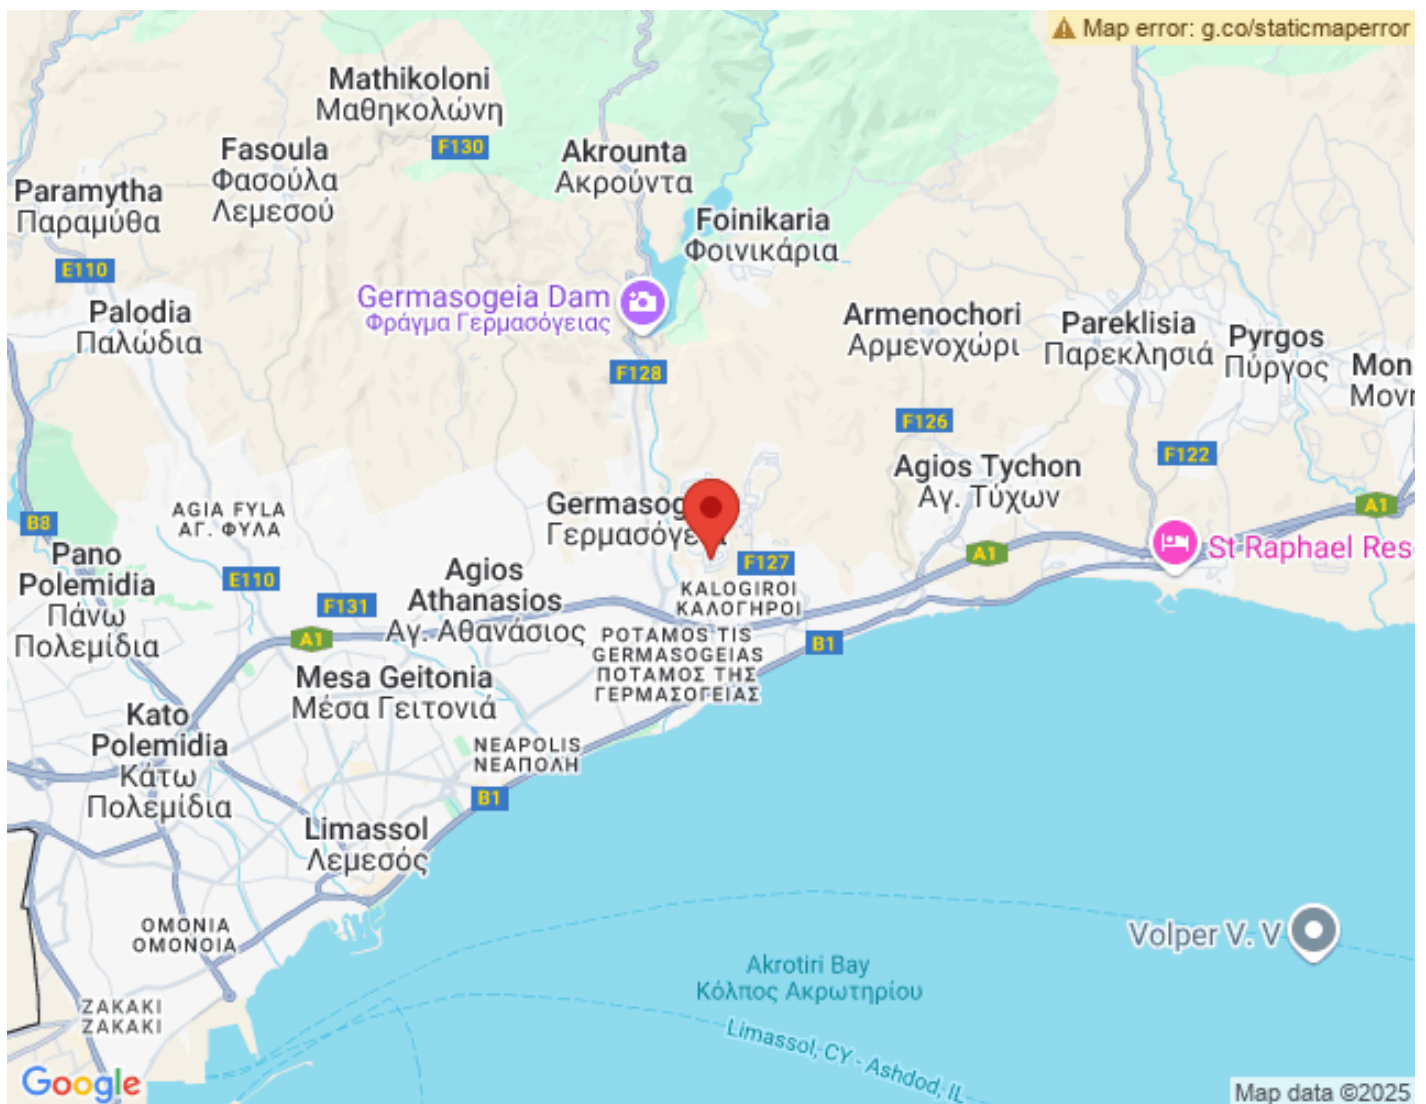 Map error: g.co/staticmaperror
Mathikoloni
Μαθηκολώνη
F130
Fasoula
Φασούλα
Λεμεσού
Akrounta
Ακρούντα
Paramytha
Παραμύθα
Foinikaria
Φοινικάρια
E110
Germasogeia Dam
Φράγμα Γερμασόγειας
Palodia
Παλώδια
Armenochori
Αρμενοχώρι
Pareklisia
Παρεκλησιά
Pyrgos
Πύργος
Mon
Μονη
F128
F126
F122
Agios Tychon
Αγ. Τύχων
A1
AGIA FYLA
ΑΓ. ΦΥΛΑ
Germasog
Γερμασόγε
B8
St Raphael Res
A1
Pano
Polemidia
Πάνω
Πολεμίδια
E110
F131
Agios
Athanasios
Αγ. Αθανάσιος
F127
KALOGIROI
ΚΑΛΟΓΗΡΟΙ
A1
POTAMOS TIS
GERMASOGEIAS
ΠΟΤΑΜΟΣ ΤΗΣ
ΓΕΡΜΑΣΟΓΕΙΑΣ
B1
Mesa Geitonia
Μέσα Γειτονιά
Kato
Polemidia
Κάτω
Πολεμίδια
NEAPOLIS
ΝΕΑΠΟΛΗ
B1
Limassol
Λεμεσός
OMONIA
ΟΜΟΝΟΙΑ
Volper V. V
Akrotiri Bay
Κόλπος Ακρωτηρίου
ZAKAKI
ΖΑΚΑΚΙ
Limassol, CY - Ashdod, IL
Google
Map data ©2025